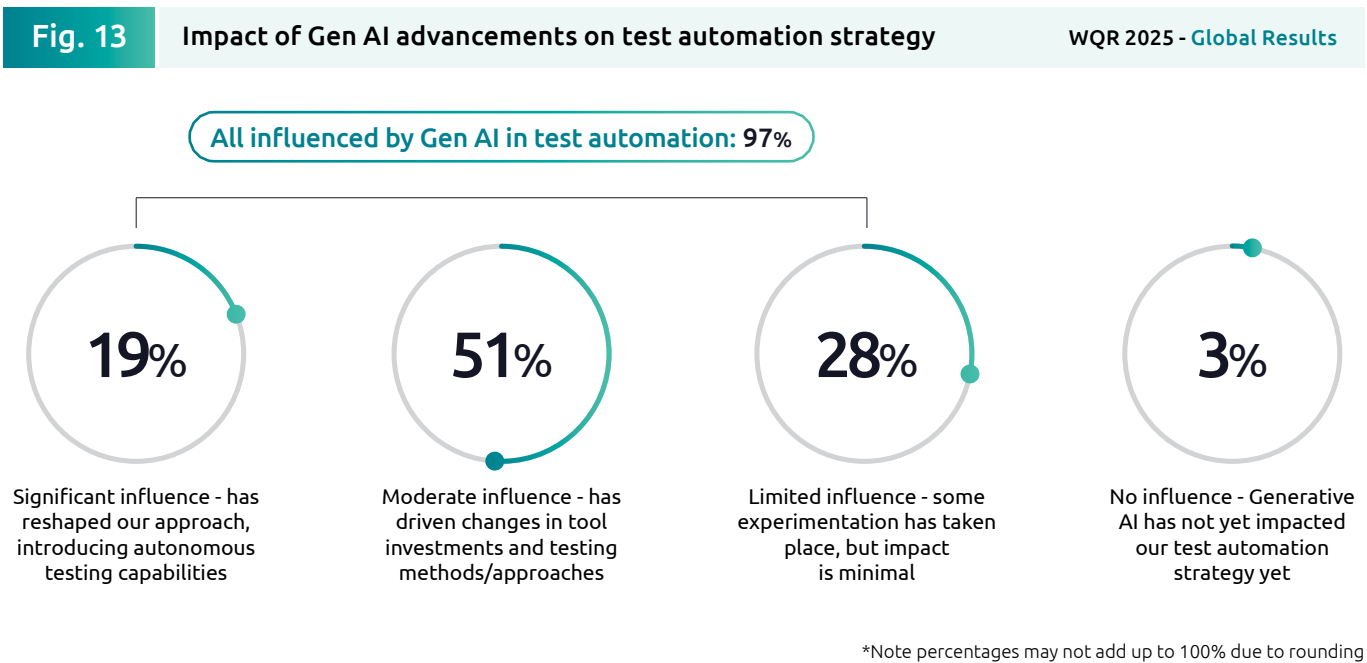 Fig. 13
Impact of Gen AI advancements on test automation strategy
WQR 2025 - Global Results
All influenced by Gen AI in test automation: 97%
19%
Significant influence - has
reshaped our approach,
introducing autonomous
testing capabilities
51%
Moderate influence - has
driven changes in tool
investments and testing
methods/approaches
28%
Limited influence - some
experimentation has taken
place, but impact
is minimal
3%
No influence - Generative
AI has not yet impacted
our test automation
strategy yet
*Note percentages may not add up to 100% due to rounding